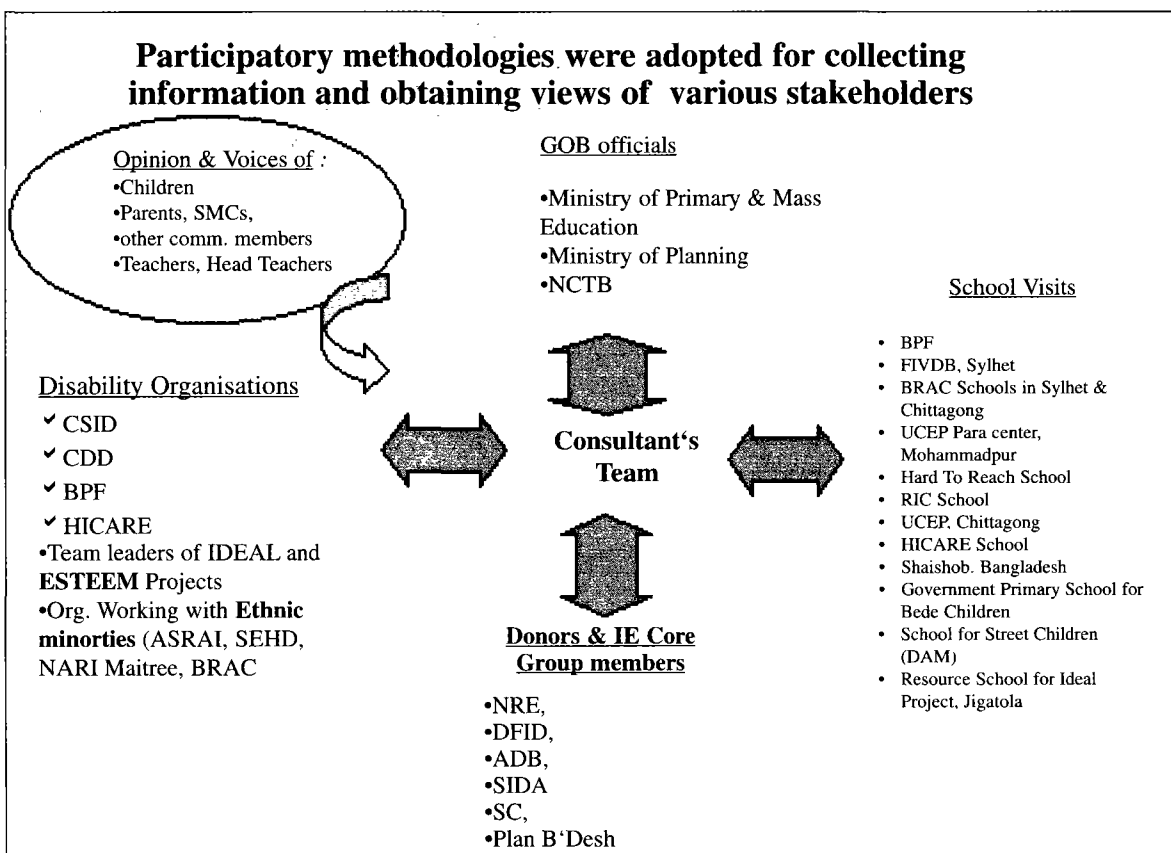 Participatory methodologies were adopted for collecting
information and obtaining views of various stakeholders
Opinion & Voices of :
•Children
•Parents, SMCs,
•other comm. members
•Teachers, Head Teachers
GOB officials
•Ministry of Primary & Mass
Education
•Ministry of Planning
•NCTB
Disability Organisations
✓ CSID
✓ CDD
✓ BPF
✓ HICARE
•Team leaders of IDEAL and
ESTEEM Projects
•Org. Working with Ethnic
minorties (ASRAI, SEHD,
NARI Maitree, BRAC
Consultant‘s
Team
Donors & IE Core
Group members
•NRE,
•DFID,
•ADB,
•SIDA
•SC,
•Plan B‘Desh
School Visits
• BPF
• FIVDB, Sylhet
• BRAC Schools in Sylhet &
Chittagong
• UCEP Para center,
Mohammadpur
• Hard To Reach School
• RIC School
• UCEP, Chittagong
• HICARE School
• Shaishob. Bangladesh
• Government Primary School for
Bede Children
• School for Street Children
(DAM)
• Resource School for Ideal
Project, Jigatola